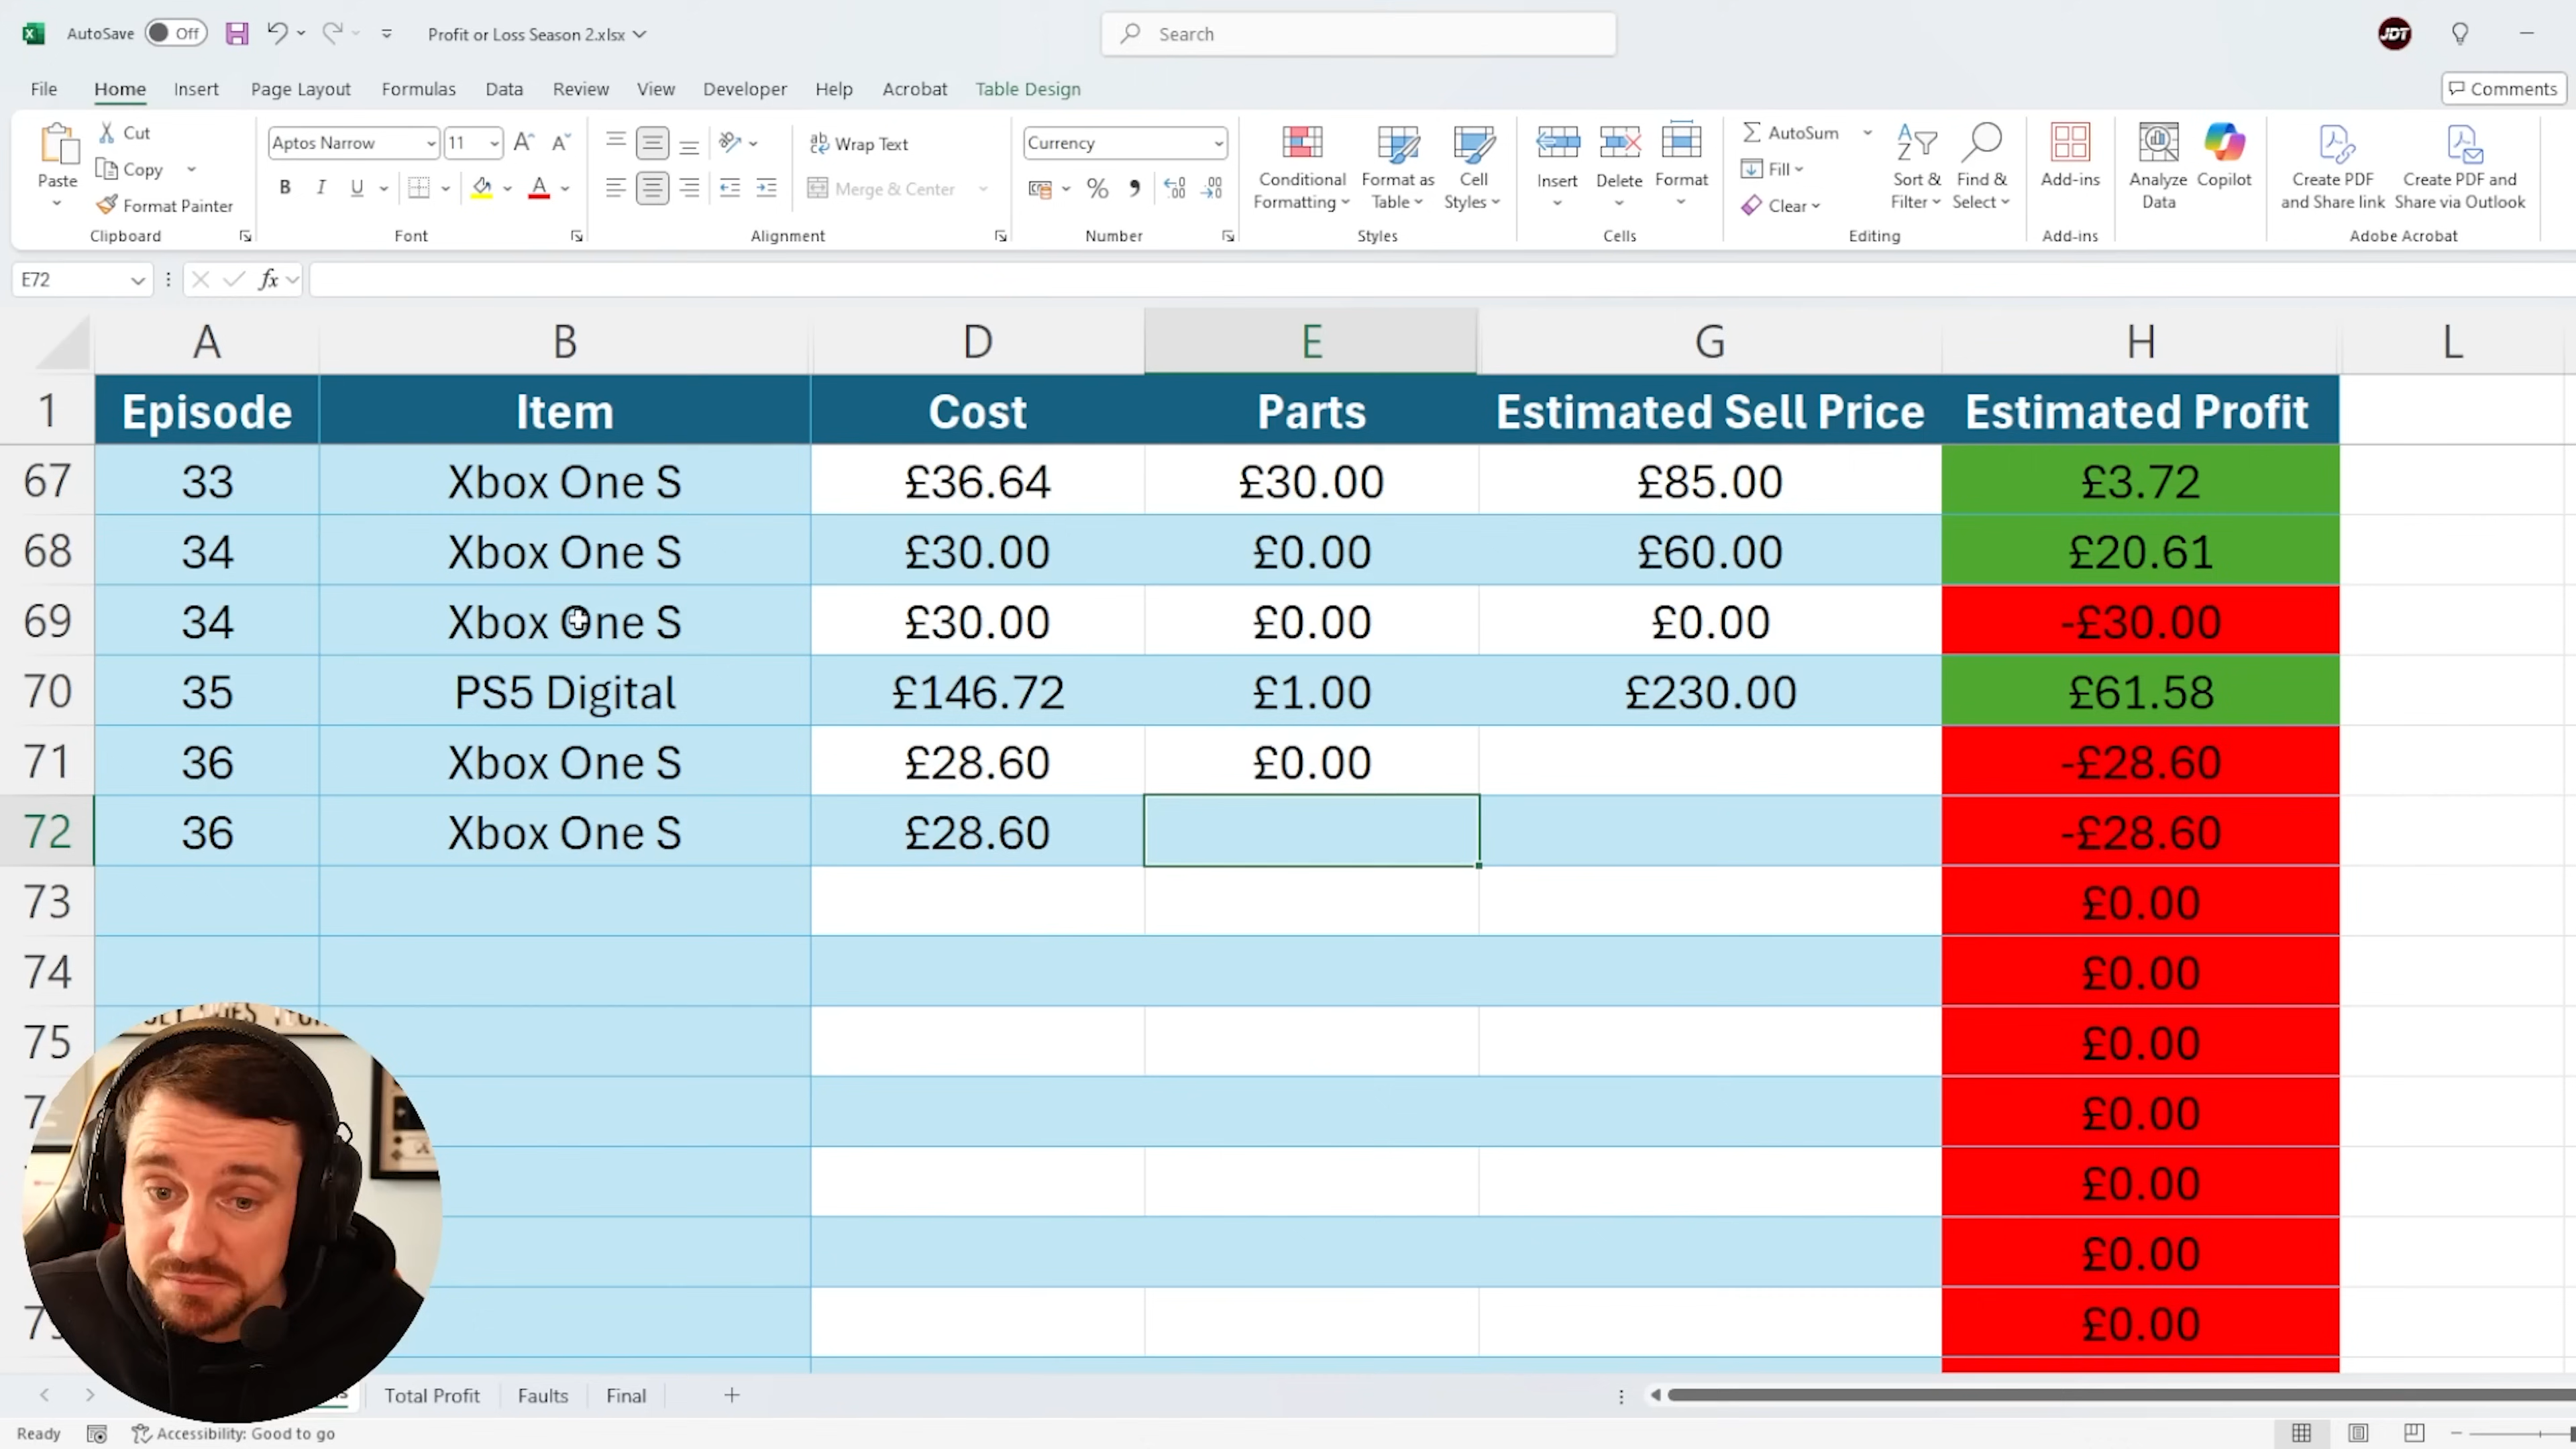 AutoSave Off Profit or Loss Season 2.xlsx Search JDT
File Home Insert Page Layout Formulas Data Review View Developer Help Acrobat Table Design Comments
Paste Cut Copy Format Painter Clipboard
Aptos Narrow 11 A A B I U A Font
ab Wrap Text Merge & Center Alignment
Currency % Number
Conditional Formatting Format as Table Cell Styles Styles
Insert Delete Format Cells
AutoSum Fill Clear Sort & Filter Find & Select Editing
Add-ins Add-ins
Analyze Data Copilot
Create PDF and Share link Create PDF and Share via Outlook Adobe Acrobat
E72 fx
A B D E G H L
1 Episode Item Cost Parts Estimated Sell Price Estimated Profit
67 33 Xbox One S £36.64 £30.00 £85.00 £3.72
68 34 Xbox One S £30.00 £0.00 £60.00 £20.61
69 34 Xbox One S £30.00 £0.00 £0.00 -£30.00
70 35 PS5 Digital £146.72 £1.00 £230.00 £61.58
71 36 Xbox One S £28.60 £0.00 -£28.60
72 36 Xbox One S £28.60 -£28.60
73 £0.00
74 £0.00
75 £0.00
£0.00
£0.00
£0.00
£0.00
Total Profit Faults Final
Ready Accessibility: Good to go